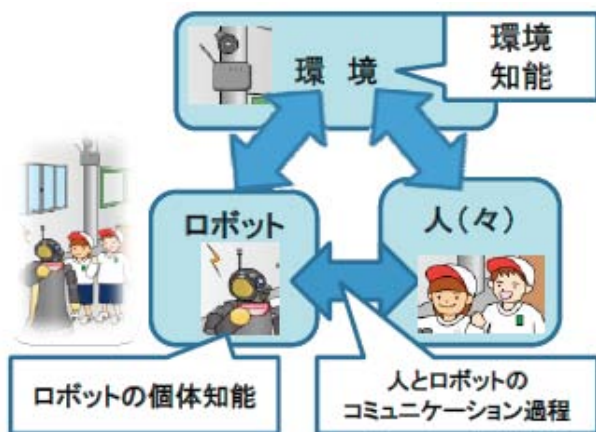 環 境
環境
知能
ロボット
人(々)
ロボットの個体知能
人とロボットの
コミュニケーション過程